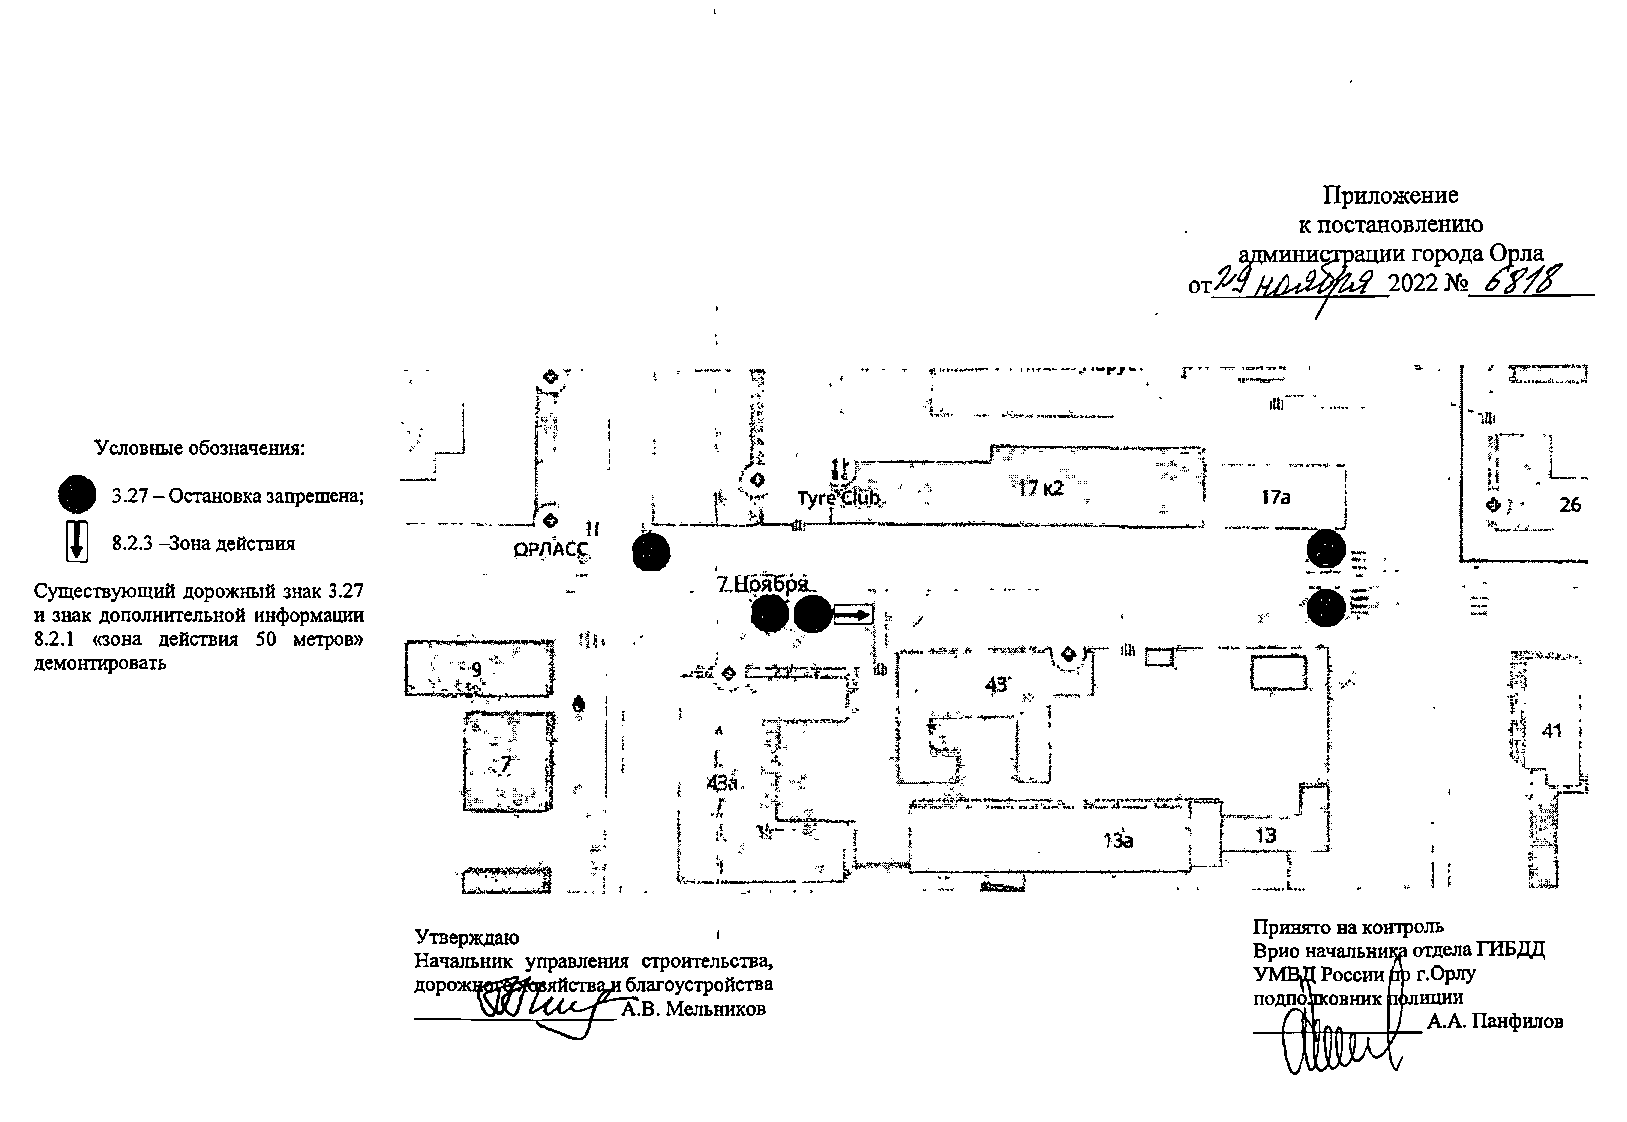 Приложение
к постановлению
администрации города Орла
от 29 ноября 2022 № 6818
Условные обозначения:
3.27 – Остановка запрещена;
8.2.3 –Зона действия
Существующий дорожный знак 3.27
и знак дополнительной информации
8.2.1 «зона действия 50 метров»
демонтировать
17 к2
Tyre Club
17а
26
ОРЛАСС
7 Ноября
9
43
7
43а
41
13а
13
Утверждаю
Начальник управления строительства,
дорожного хозяйства и благоустройства
А.В. Мельников
Принято на контроль
Врио начальника отдела ГИБДД
УМВД России по г.Орлу
подполковник полиции
А.А. Панфилов